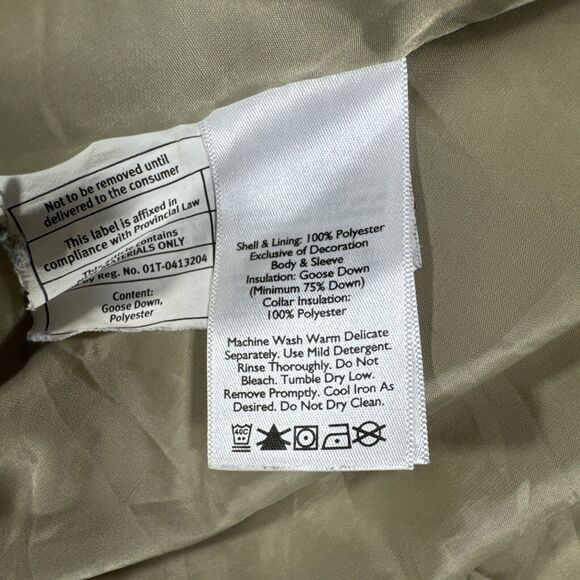 Not to be removed until
delivered to the consumer
This label is affixed in
compliance with Provincial Law
contains
MATERIALS ONLY
Reg. No. 01T-0413204
Content:
Goose Down,
Polyester
Shell & Lining: 100% Polyester
Exclusive of Decoration
Body & Sleeve
Insulation: Goose Down
(Minimum 75% Down)
Collar Insulation:
100% Polyester
Machine Wash Warm Delicate
Separately. Use Mild Detergent.
Rinse Thoroughly. Do Not
Bleach. Tumble Dry Low.
Remove Promptly. Cool Iron As
Desired. Do Not Dry Clean.
40C